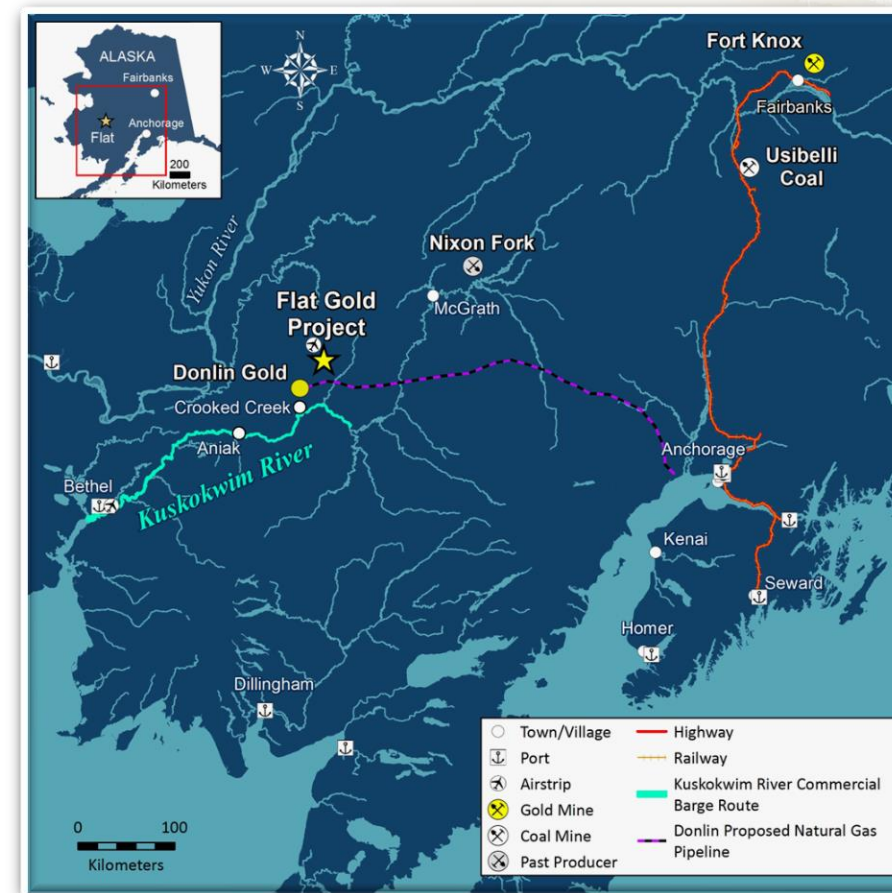 ALASKA
Fairbanks
Anchorage
Flat
200
Kilometers
N
W E
S
Fort Knox
Fairbanks
Usibelli
Coal
Yukon River
Nixon Fork
McGrath
Flat Gold
Project
Donlin Gold
Crooked Creek
Aniak
Kuskokwim River
Bethel
Anchorage
Kenai
Seward
Homer
Dillingham
0 100
Kilometers
Town/Village
Port
Airstrip
Gold Mine
Coal Mine
Past Producer
Highway
Railway
Kuskokwim River Commercial
Barge Route
Donlin Proposed Natural Gas
Pipeline